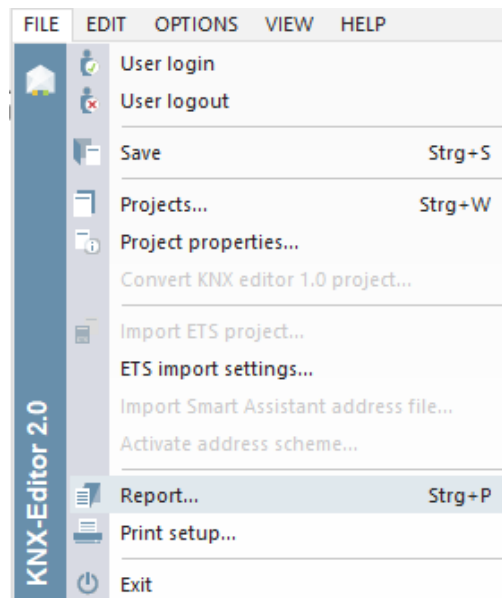 FILE EDIT OPTIONS VIEW HELP
User login
User logout
Save Strg+S
Projects... Strg+W
Project properties...
Convert KNX editor 1.0 project...
Import ETS project...
ETS import settings...
Import Smart Assistant address file...
Activate address scheme...
Report... Strg+P
Print setup...
Exit
KNX-Editor 2.0